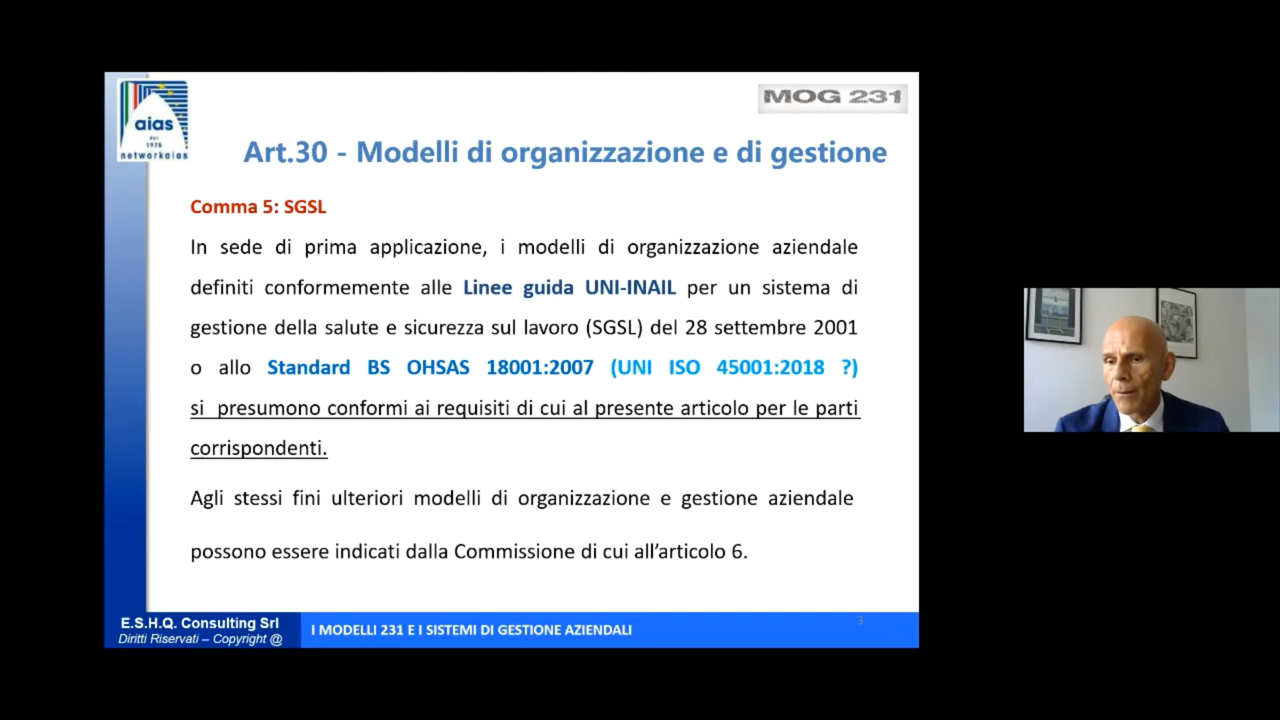 aias
est
1975
networkaias
MOG 231
Art.30 - Modelli di organizzazione e di gestione
Comma 5: SGSL
In sede di prima applicazione, i modelli di organizzazione aziendale
definiti conformemente alle Linee guida UNI-INAIL per un sistema di
gestione della salute e sicurezza sul lavoro (SGSL) del 28 settembre 2001
o allo Standard BS OHSAS 18001:2007 (UNI ISO 45001:2018 ?)
si presumono conformi ai requisiti di cui al presente articolo per le parti
corrispondenti.
Agli stessi fini ulteriori modelli di organizzazione e gestione aziendale
possono essere indicati dalla Commissione di cui all’articolo 6.
E.S.H.Q. Consulting Srl
Diritti Riservati – Copyright @
I MODELLI 231 E I SISTEMI DI GESTIONE AZIENDALI
3